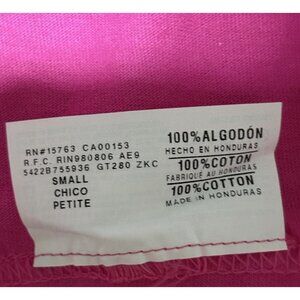 RN#15763 CA00153
R.F.C. RIN980806 AE9
5422B755936 GT280 ZKC
SMALL
CHICO
PETITE
100% ALGODÓN
HECHO EN HONDURAS
100% COTON
FABRIQUÉ AU HONDURAS
100% COTTON
MADE IN HONDURAS